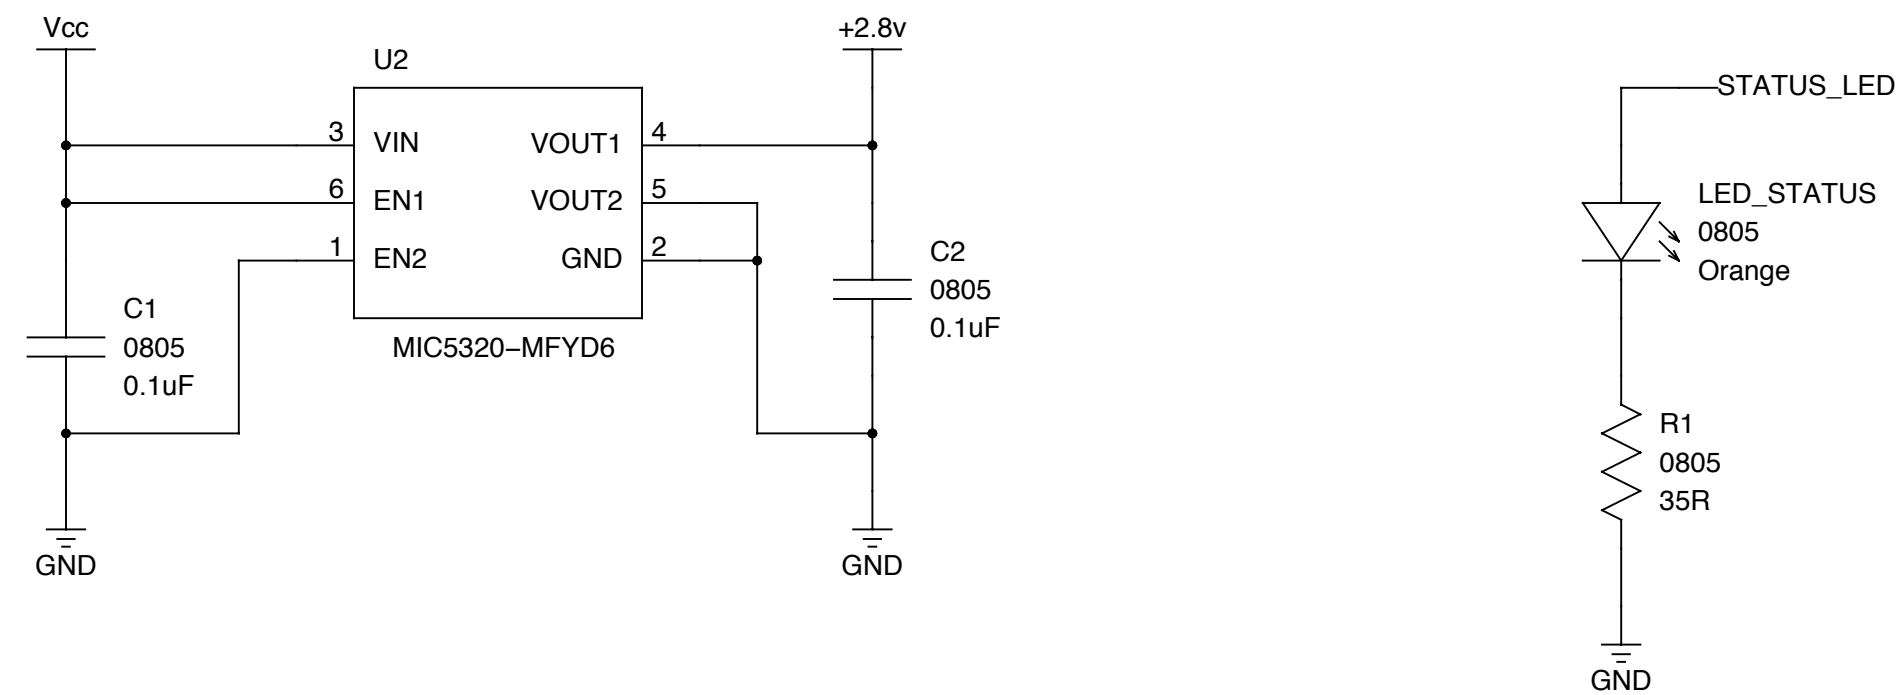 Vcc
U2
+2.8v
3 VIN VOUT1 4
6 EN1 VOUT2 5
1 EN2 GND 2
MIC5320-MFYD6
C1
0805
0.1uF
C2
0805
0.1uF
GND
GND
STATUS_LED
LED_STATUS
0805
Orange
R1
0805
35R
GND